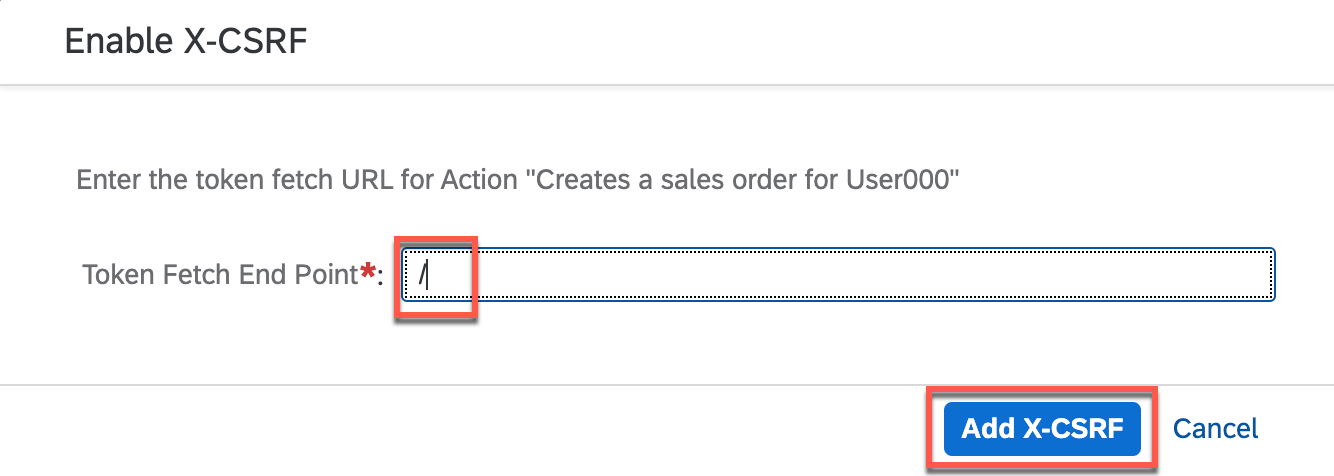 Enable X-CSRF
Enter the token fetch URL for Action "Creates a sales order for User000"
Token Fetch End Point*: /
Add X-CSRF Cancel